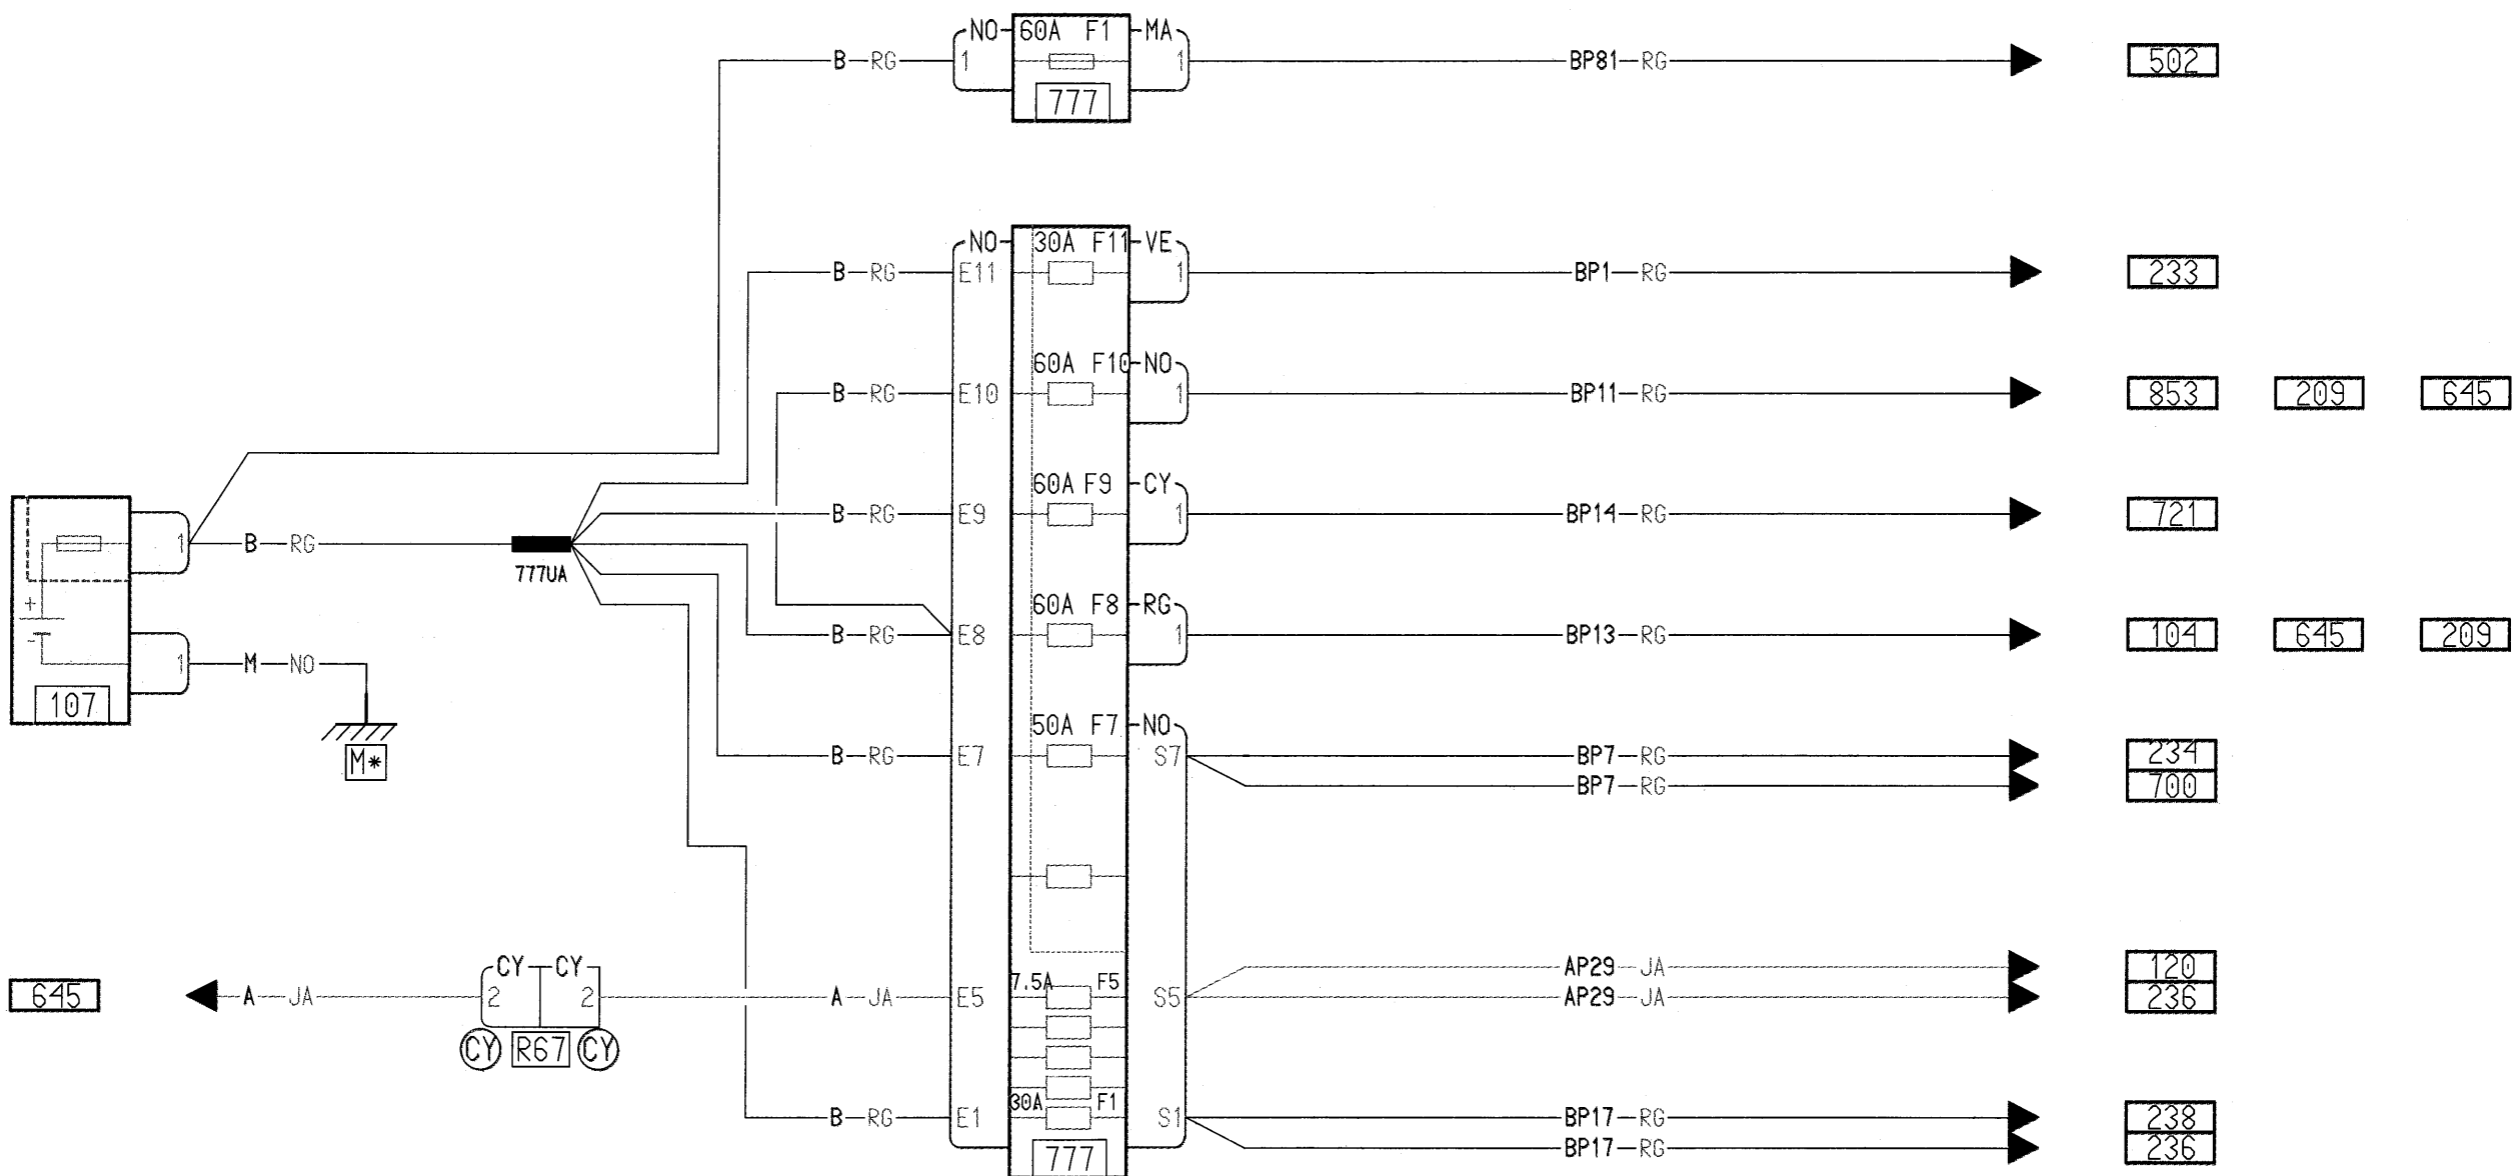 NO 60A F1 MA
B RG 1 1 BP81 RG 502
777
NO 30A F11 VE
B RG E11 1 BP1 RG 233
60A F10 NO
B RG E10 1 BP11 RG 853 209 645
60A F9 CY
B RG E9 1 BP14 RG 721
1 B RG
777UA
+
60A F8 RG
B RG E8 1 BP13 RG 104 645 209
-
1 M NO
107
M*
50A F7 NO
B RG E7 S7 BP7 RG 234
BP7 RG 700
CY CY
AP29 JA 120
7.5A F5
645 A JA 2 2 A JA E5 S5 AP29 JA 236
CY R67 CY
30A F1
B RG E1 S1 BP17 RG 238
BP17 RG 236
777